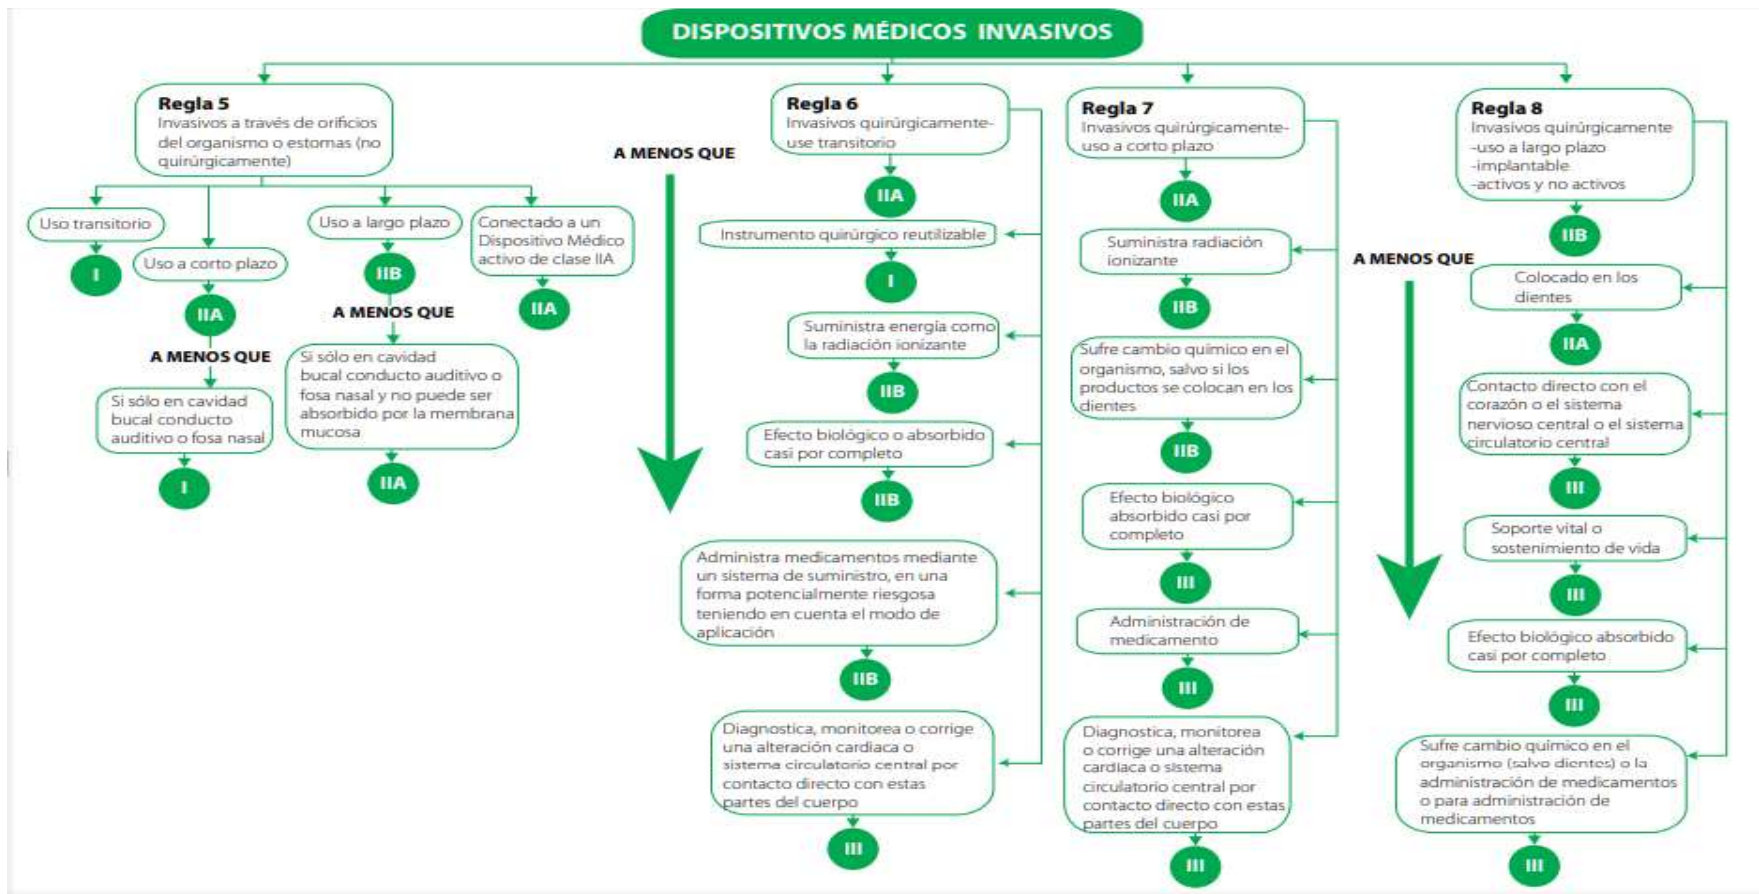 DISPOSITIVOS MÉDICOS INVASIVOS
Regla 5
Invasivos a través de orificios
del organismo o estomas (no
quirúrgicamente)
Uso transitorio
I
Uso a corto plazo
IIA
A MENOS QUE
Si sólo en cavidad
bucal conducto
auditivo o fosa nasal
I
Uso a largo plazo
IIB
A MENOS QUE
Si sólo en cavidad
bucal conducto auditivo o
fosa nasal y no puede ser
absorbido por la membrana
mucosa
IIA
Conectado a un
Dispositivo Médico
activo de clase IIA
IIA
A MENOS QUE
Regla 6
Invasivos quirúrgicamente-
use transitorio
IIA
Instrumento quirúrgico reutilizable
I
Suministra energía como
la radiación ionizante
IIB
Efecto biológico o absorbido
casi por completo
IIB
Administra medicamentos mediante
un sistema de suministro, en una
forma potencialmente riesgosa
teniendo en cuenta el modo de
aplicación
IIB
Diagnostica, monitorea o corrige
una alteración cardiaca o
sistema circulatorio central por
contacto directo con estas
partes del cuerpo
III
Regla 7
Invasivos quirúrgicamente-
uso a corto plazo
IIA
Suministra radiación
ionizante
IIB
Sufre cambio químico en el
organismo, salvo si los
productos se colocan en los
dientes
IIB
Efecto biológico
absorbido casi por
completo
III
Administración de
medicamento
III
Diagnostica, monitorea
o corrige una alteración
cardíaca o sistema
circulatorio central por
contacto directo con estas
partes del cuerpo
III
A MENOS QUE
Regla 8
Invasivos quirúrgicamente
-uso a largo plazo
-implantable
-activos y no activos
IIB
Colocado en los
dientes
IIA
Contacto directo con el
corazón o el sistema
nervioso central o el sistema
circulatorio central
III
Soporte vital o
sostenimiento de vida
III
Efecto biológico absorbido
casi por completo
III
Sufre cambio químico en el
organismo (salvo dientes) o la
administración de medicamentos
o para administración de
medicamentos
III